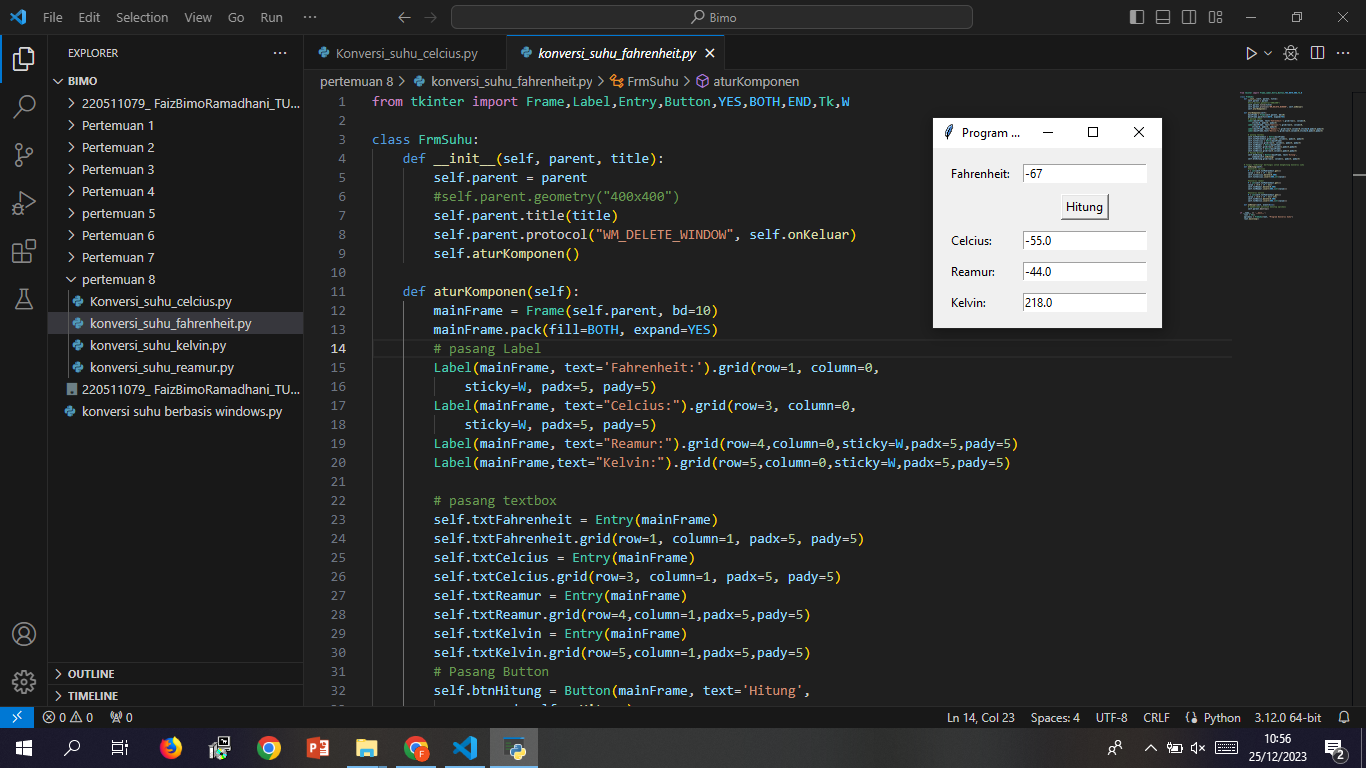 File Edit Selection View Go Run ··· Bimo
EXPLORER ···
BIMO
220511079_ FaizBimoRamadhani_TU...
Pertemuan 1
Pertemuan 2
Pertemuan 3
Pertemuan 4
pertemuan 5
Pertemuan 6
Pertemuan 7
pertemuan 8
Konversi_suhu_celcius.py
konversi_suhu_fahrenheit.py
konversi_suhu_kelvin.py
konversi_suhu_reamur.py
220511079_ FaizBimoRamadhani_TU...
konversi suhu berbasis windows.py
OUTLINE
TIMELINE
Konversi_suhu_celcius.py konversi_suhu_fahrenheit.py
pertemuan 8 > konversi_suhu_fahrenheit.py > FrmSuhu > aturKomponen
1 from tkinter import Frame,Label,Entry,Button,YES,BOTH,END,Tk,W
2
3 class FrmSuhu:
4 def __init__(self, parent, title):
5 self.parent = parent
6 #self.parent.geometry("400x400")
7 self.parent.title(title)
8 self.parent.protocol("WM_DELETE_WINDOW", self.onKeluar)
9 self.aturKomponen()
10
11 def aturKomponen(self):
12 mainFrame = Frame(self.parent, bd=10)
13 mainFrame.pack(fill=BOTH, expand=YES)
14 # pasang Label
15 Label(mainFrame, text='Fahrenheit:').grid(row=1, column=0,
16 sticky=W, padx=5, pady=5)
17 Label(mainFrame, text="Celcius:").grid(row=3, column=0,
18 sticky=W, padx=5, pady=5)
19 Label(mainFrame, text="Reamur:").grid(row=4,column=0,sticky=W,padx=5,pady=5)
20 Label(mainFrame,text="Kelvin:").grid(row=5,column=0,sticky=W,padx=5,pady=5)
21
22 # pasang textbox
23 self.txtFahrenheit = Entry(mainFrame)
24 self.txtFahrenheit.grid(row=1, column=1, padx=5, pady=5)
25 self.txtCelcius = Entry(mainFrame)
26 self.txtCelcius.grid(row=3, column=1, padx=5, pady=5)
27 self.txtReamur = Entry(mainFrame)
28 self.txtReamur.grid(row=4,column=1,padx=5,pady=5)
29 self.txtKelvin = Entry(mainFrame)
30 self.txtKelvin.grid(row=5,column=1,padx=5,pady=5)
31 # Pasang Button
32 self.btnHitung = Button(mainFrame, text='Hitung',
Program ...
Fahrenheit: -67
Hitung
Celcius: -55.0
Reamur: -44.0
Kelvin: 218.0
0 0 0 Ln 14, Col 23 Spaces: 4 UTF-8 CRLF Python 3.12.0 64-bit
10:56
25/12/2023
2